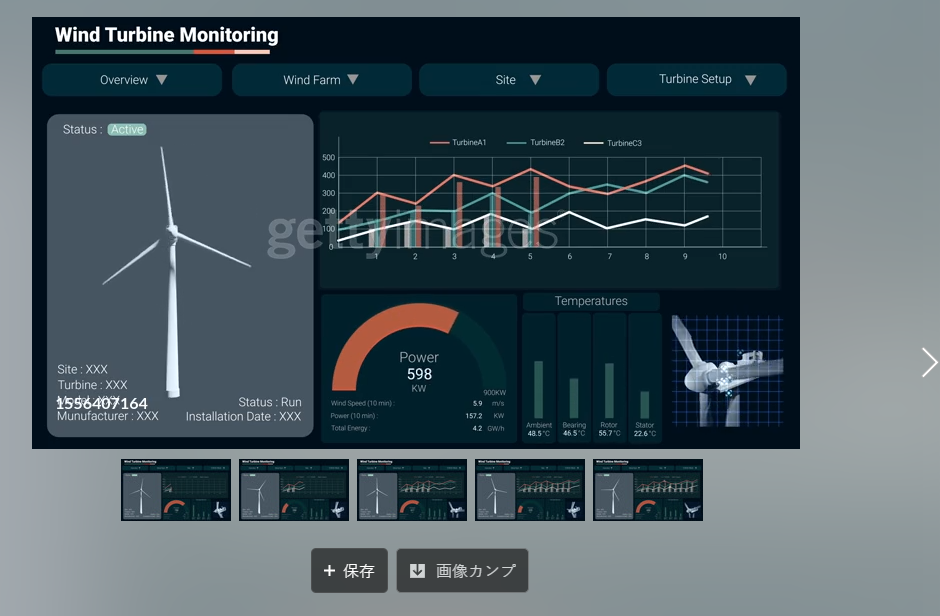 Wind Turbine Monitoring
Overview
Wind Farm
Site
Turbine Setup
Status : Active
TurbineA1
TurbineB2
TurbineC3
500
400
300
200
100
0
1 2 3 4 5 6 7 8 9 10
gettyimages
Site : XXX
Turbine : XXX
1556407164
Munufacturer : XXX
Status : Run
Installation Date : XXX
Power
598
KW
900KW
Wind Speed (10 min) : 5.9 m/s
Power (10 min) : 157.2 KW
Total Energy : 4.2 GW/h
Temperatures
Ambient Bearing Rotor Stator
48.5°C 46.5°C 55.7°C 22.6°C
+ 保存
画像カンプ